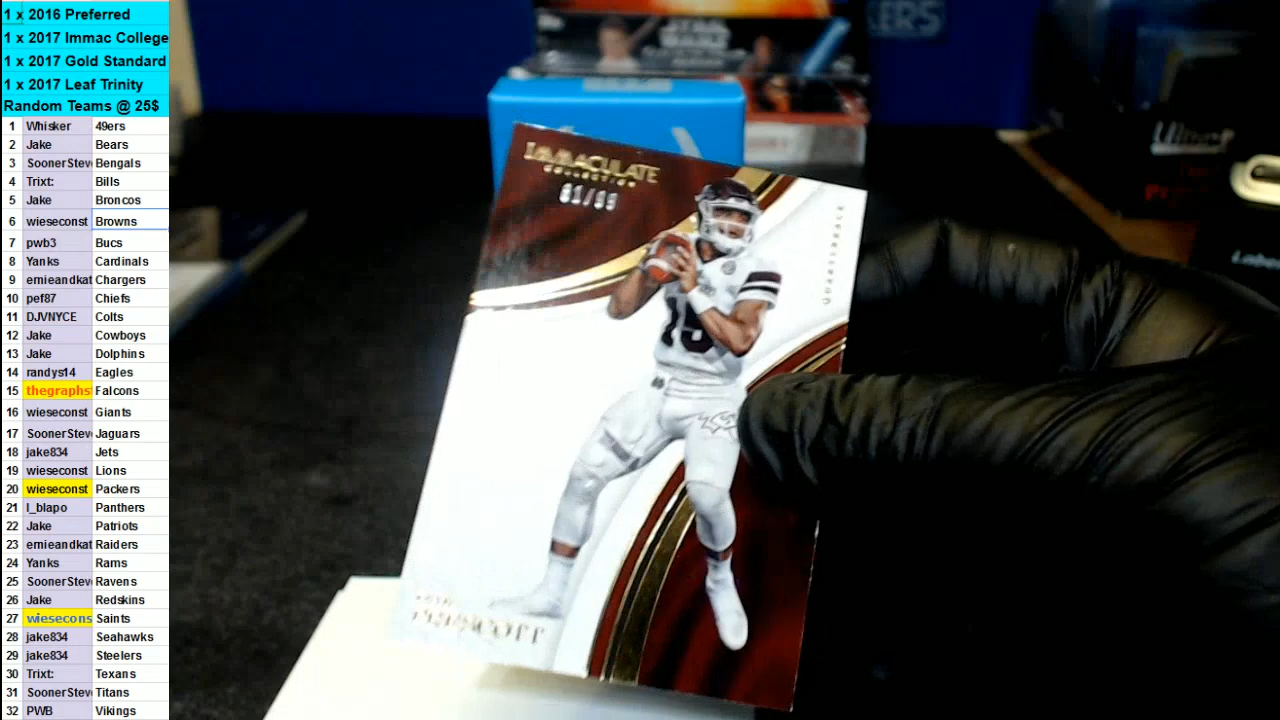 1 x 2016 Preferred
1 x 2017 Immac College
1 x 2017 Gold Standard
1 x 2017 Leaf Trinity
Random Teams @ 25$
1 Whisker 49ers
2 Jake Bears
3 SoonerStev Bengals
4 Trixt: Bills
5 Jake Broncos
6 wieseconst Browns
7 pwb3 Bucs
8 Yanks Cardinals
9 ernieandkat Chargers
10 pef87 Chiefs
11 DJVNYCE Colts
12 Jake Cowboys
13 Jake Dolphins
14 randys14 Eagles
15 thegraphs Falcons
16 wieseconst Giants
17 SoonerStev Jaguars
18 jake834 Jets
19 wieseconst Lions
20 wieseconst Packers
21 l_blapo Panthers
22 Jake Patriots
23 ernieandkat Raiders
24 Yanks Rams
25 SoonerStev Ravens
26 Jake Redskins
27 wiesecons Saints
28 jake834 Seahawks
29 jake834 Steelers
30 Trixt: Texans
31 SoonerStev Titans
32 PWB Vikings
STAR
WARS
IMMACULATE
COLLECTION
QUARTERBACK
15
PRESCOTT